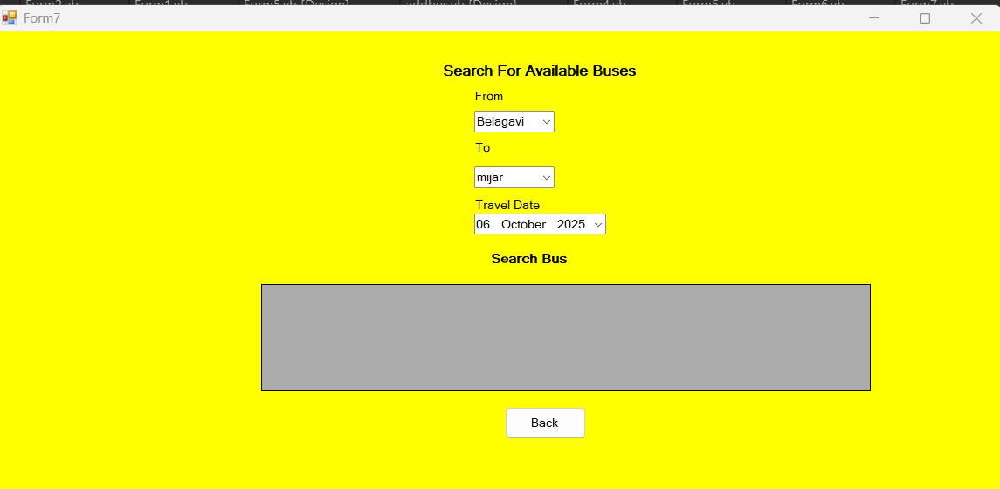 Form2.vb Form1.vb Form5.vb [Design] addbus.vb [Design] Form4.vb Form5.vb Form6.vb Form7.vb
Form7
Search For Available Buses
From
Belagavi
To
mijar
Travel Date
06 October 2025
Search Bus
Back